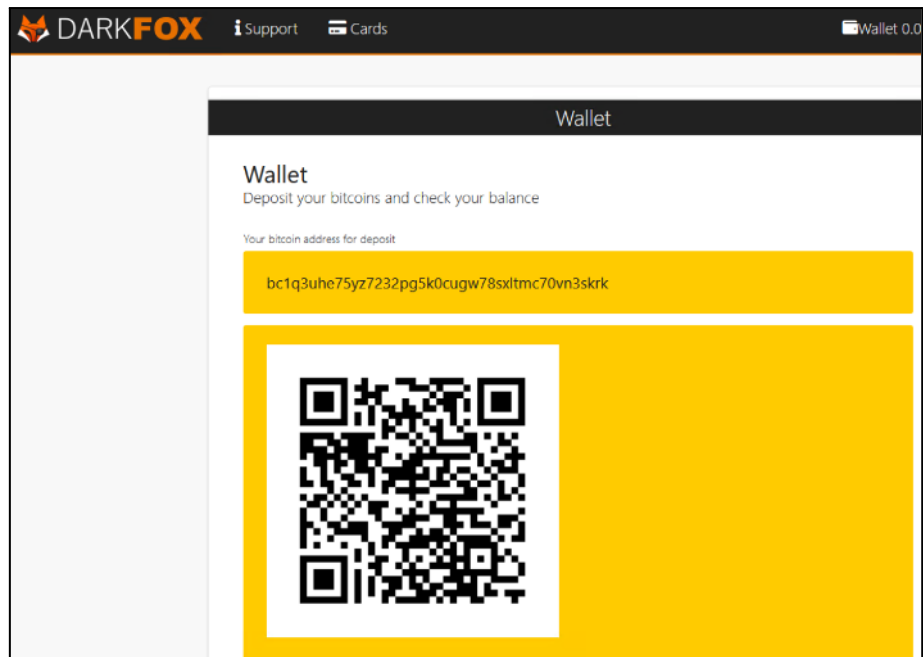 DARKFOX Support Cards Wallet 0.0
Wallet
Wallet
Deposit your bitcoins and check your balance
Your bitcoin address for deposit
bc1q3uhe75yz7232pg5k0cugw78sxltmc70vn3skrk